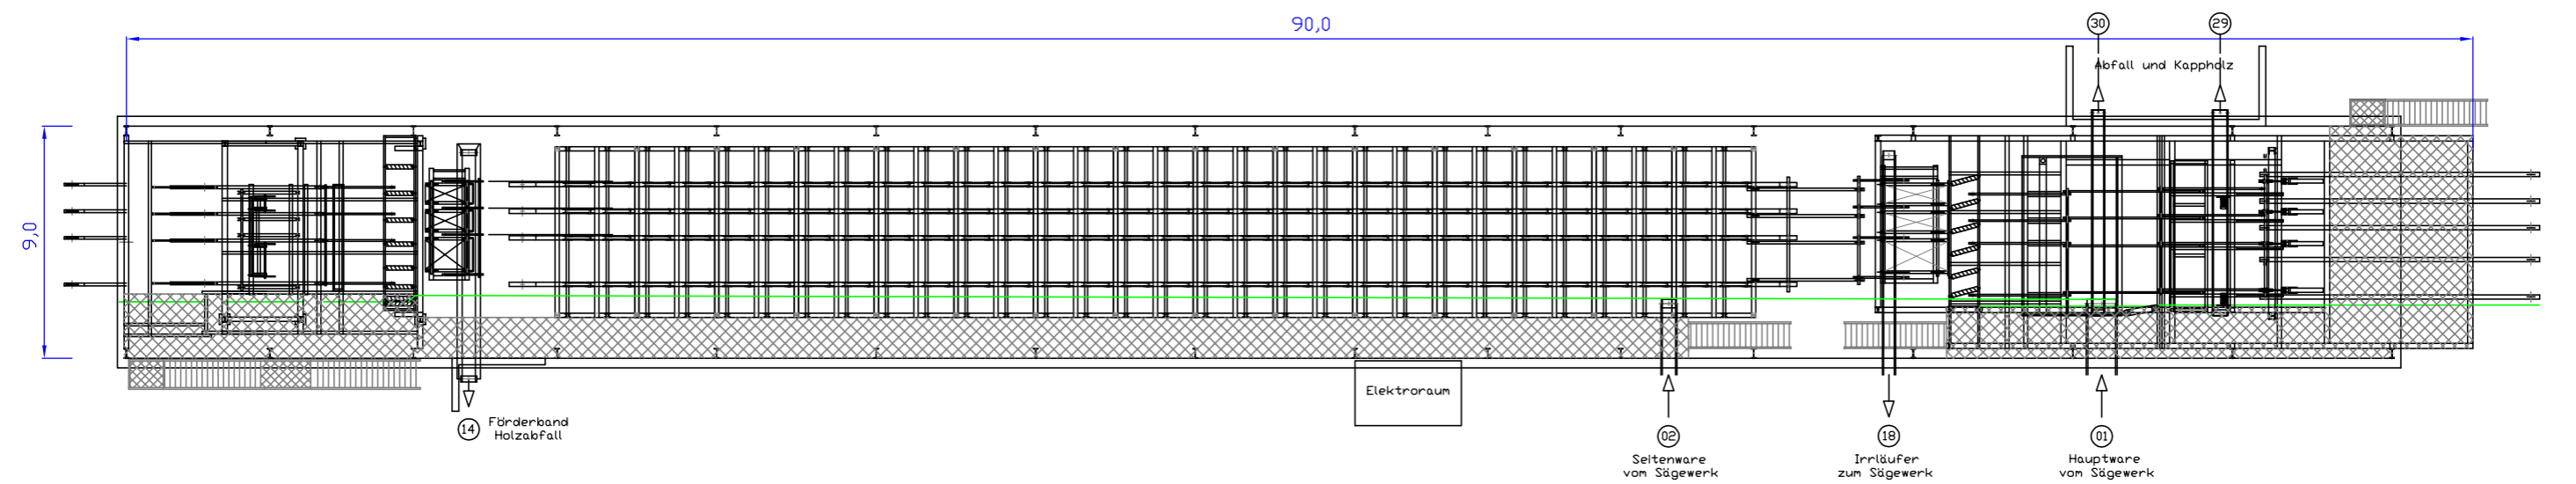 90,0
30
29
Abfall und Kappholz
9,0
Elektroraum
14
Förderband
Holzabfall
02
Seitenware
vom Sägewerk
18
Irrläufer
zum Sägewerk
01
Hauptware
vom Sägewerk